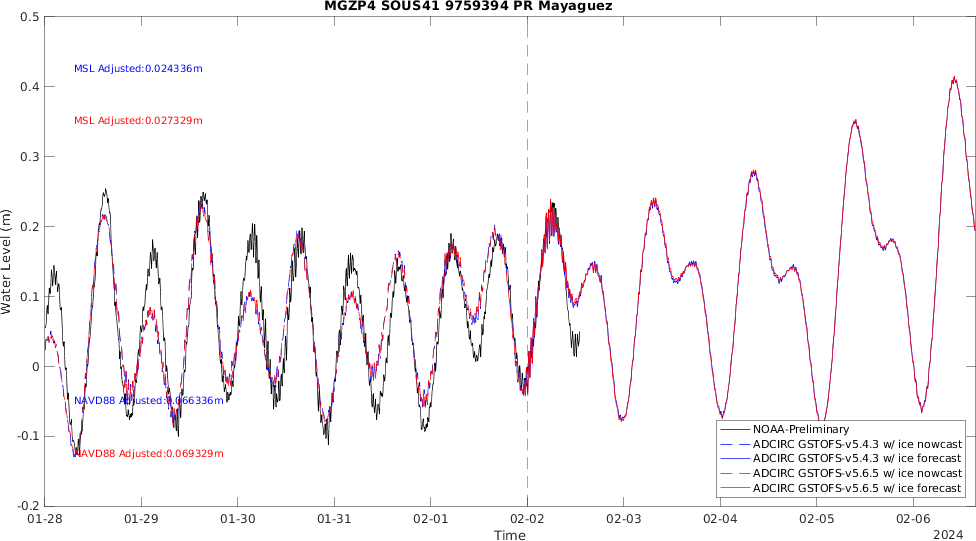 MGZP4 SOUS41 9759394 PR Mayaguez
Water Level (m)
0.5
0.4
0.3
0.2
0.1
0
-0.1
-0.2
MSL Adjusted:0.024336m
MSL Adjusted:0.027329m
NAVD88 Adjusted:0.066336m
NAVD88 Adjusted:0.069329m
NOAA-Preliminary
ADCIRC GSTOFS-v5.4.3 w/ ice nowcast
ADCIRC GSTOFS-v5.4.3 w/ ice forecast
ADCIRC GSTOFS-v5.6.5 w/ ice nowcast
ADCIRC GSTOFS-v5.6.5 w/ ice forecast
01-28 01-29 01-30 01-31 02-01 02-02 02-03 02-04 02-05 02-06
Time
2024